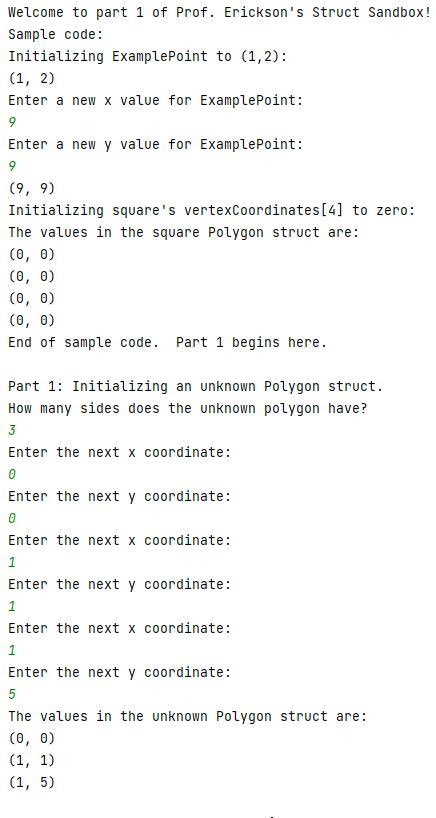 Welcome to part 1 of Prof. Erickson's Struct Sandbox!
Sample code:
Initializing ExamplePoint to (1,2):
(1, 2)
Enter a new x value for ExamplePoint:
9
Enter a new y value for ExamplePoint:
9
(9, 9)
Initializing square's vertexCoordinates[4] to zero:
The values in the square Polygon struct are:
(0, 0)
(0, 0)
(0, 0)
(0, 0)
End of sample code.  Part 1 begins here.

Part 1: Initializing an unknown Polygon struct.
How many sides does the unknown polygon have?
3
Enter the next x coordinate:
0
Enter the next y coordinate:
0
Enter the next x coordinate:
1
Enter the next y coordinate:
1
Enter the next x coordinate:
1
Enter the next y coordinate:
5
The values in the unknown Polygon struct are:
(0, 0)
(1, 1)
(1, 5)